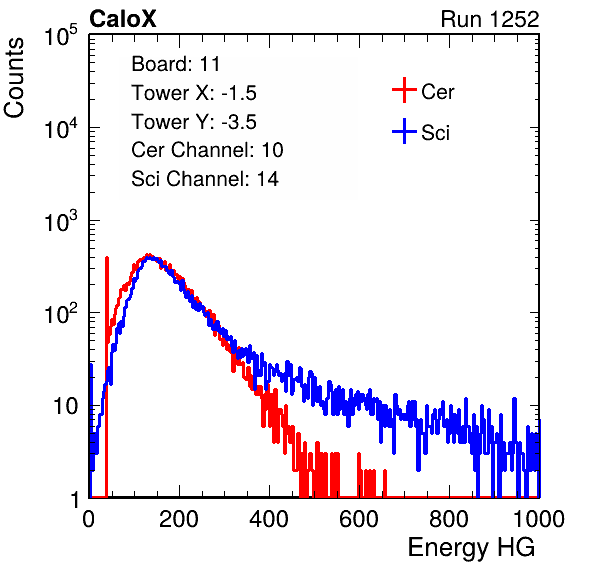 CaloX Run 1252
Counts
10^5
10^4
10^3
10^2
10
1
Board: 11
Tower X: -1.5
Tower Y: -3.5
Cer Channel: 10
Sci Channel: 14
Cer
Sci
0 200 400 600 800 1000
Energy HG